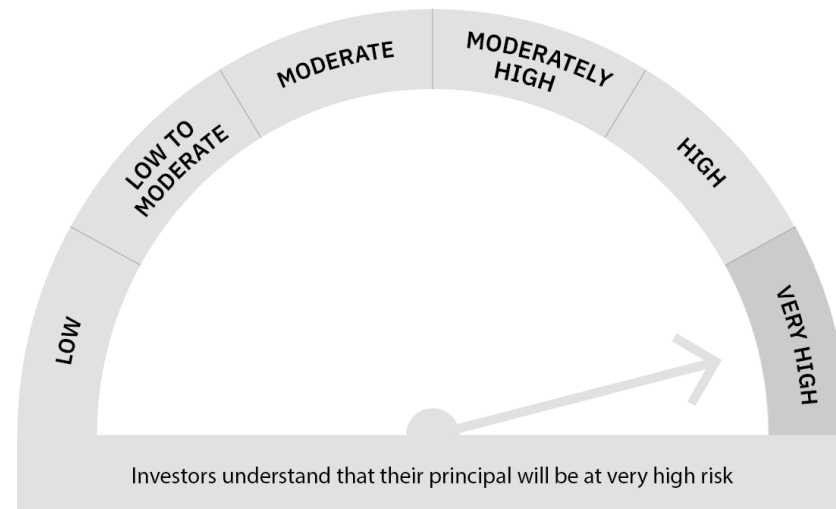 LOW
LOW TO
MODERATE
MODERATE
MODERATELY
HIGH
HIGH
VERY HIGH
Investors understand that their principal will be at very high risk